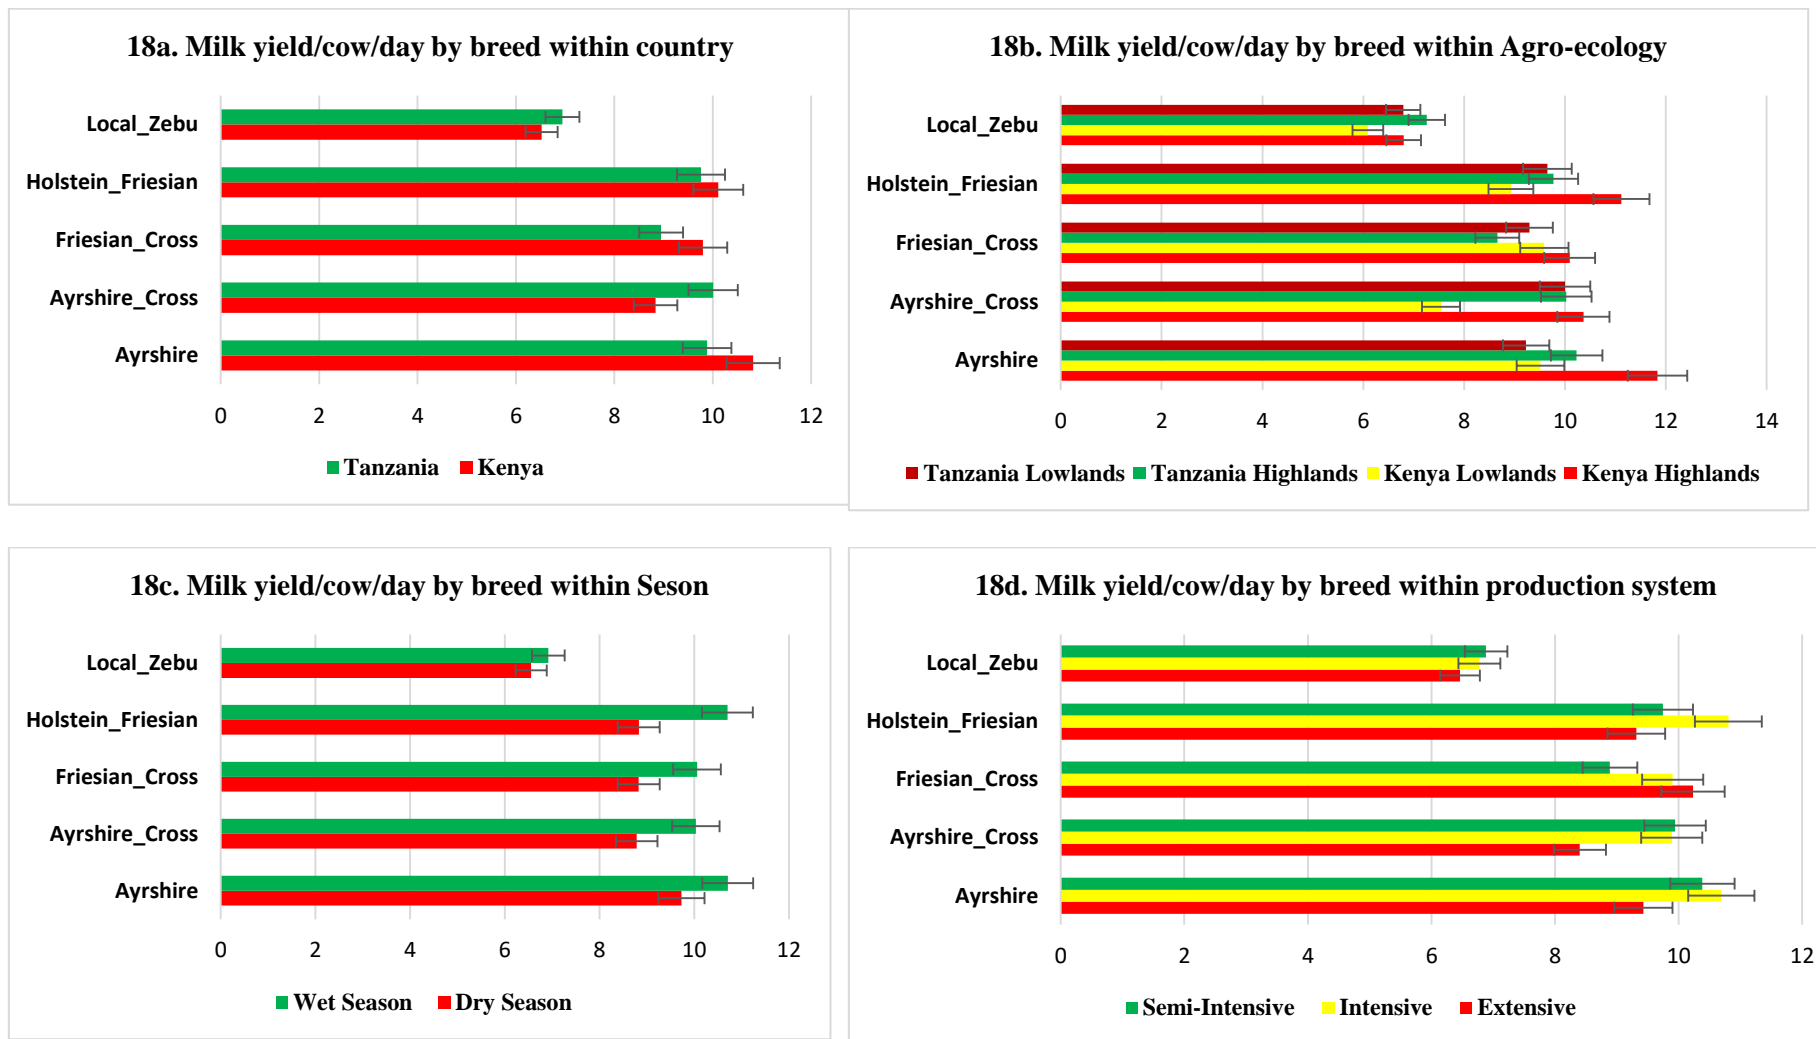 18a. Milk yield/cow/day by breed within country
Local_Zebu
Holstein_Friesian
Friesian_Cross
Ayrshire_Cross
Ayrshire
0 2 4 6 8 10 12
Tanzania Kenya
18b. Milk yield/cow/day by breed within Agro-ecology
Local_Zebu
Holstein_Friesian
Friesian_Cross
Ayrshire_Cross
Ayrshire
0 2 4 6 8 10 12 14
Tanzania Lowlands Tanzania Highlands Kenya Lowlands Kenya Highlands
18c. Milk yield/cow/day by breed within Seson
Local_Zebu
Holstein_Friesian
Friesian_Cross
Ayrshire_Cross
Ayrshire
0 2 4 6 8 10 12
Wet Season Dry Season
18d. Milk yield/cow/day by breed within production system
Local_Zebu
Holstein_Friesian
Friesian_Cross
Ayrshire_Cross
Ayrshire
0 2 4 6 8 10 12
Semi-Intensive Intensive Extensive